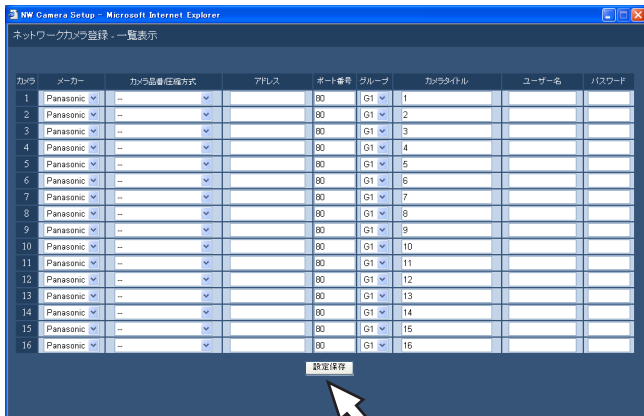 NW Camera Setup - Microsoft Internet Explorer
ネットワークカメラ登録 - 一覧表示
カメラ メーカー カメラ品番/圧縮方式 アドレス ポート番号 グループ カメラタイトル ユーザー名 パスワード
1 Panasonic -- 80 G1 1
2 Panasonic -- 80 G1 2
3 Panasonic -- 80 G1 3
4 Panasonic -- 80 G1 4
5 Panasonic -- 80 G1 5
6 Panasonic -- 80 G1 6
7 Panasonic -- 80 G1 7
8 Panasonic -- 80 G1 8
9 Panasonic -- 80 G1 9
10 Panasonic -- 80 G1 10
11 Panasonic -- 80 G1 11
12 Panasonic -- 80 G1 12
13 Panasonic -- 80 G1 13
14 Panasonic -- 80 G1 14
15 Panasonic -- 80 G1 15
16 Panasonic -- 80 G1 16
設定保存